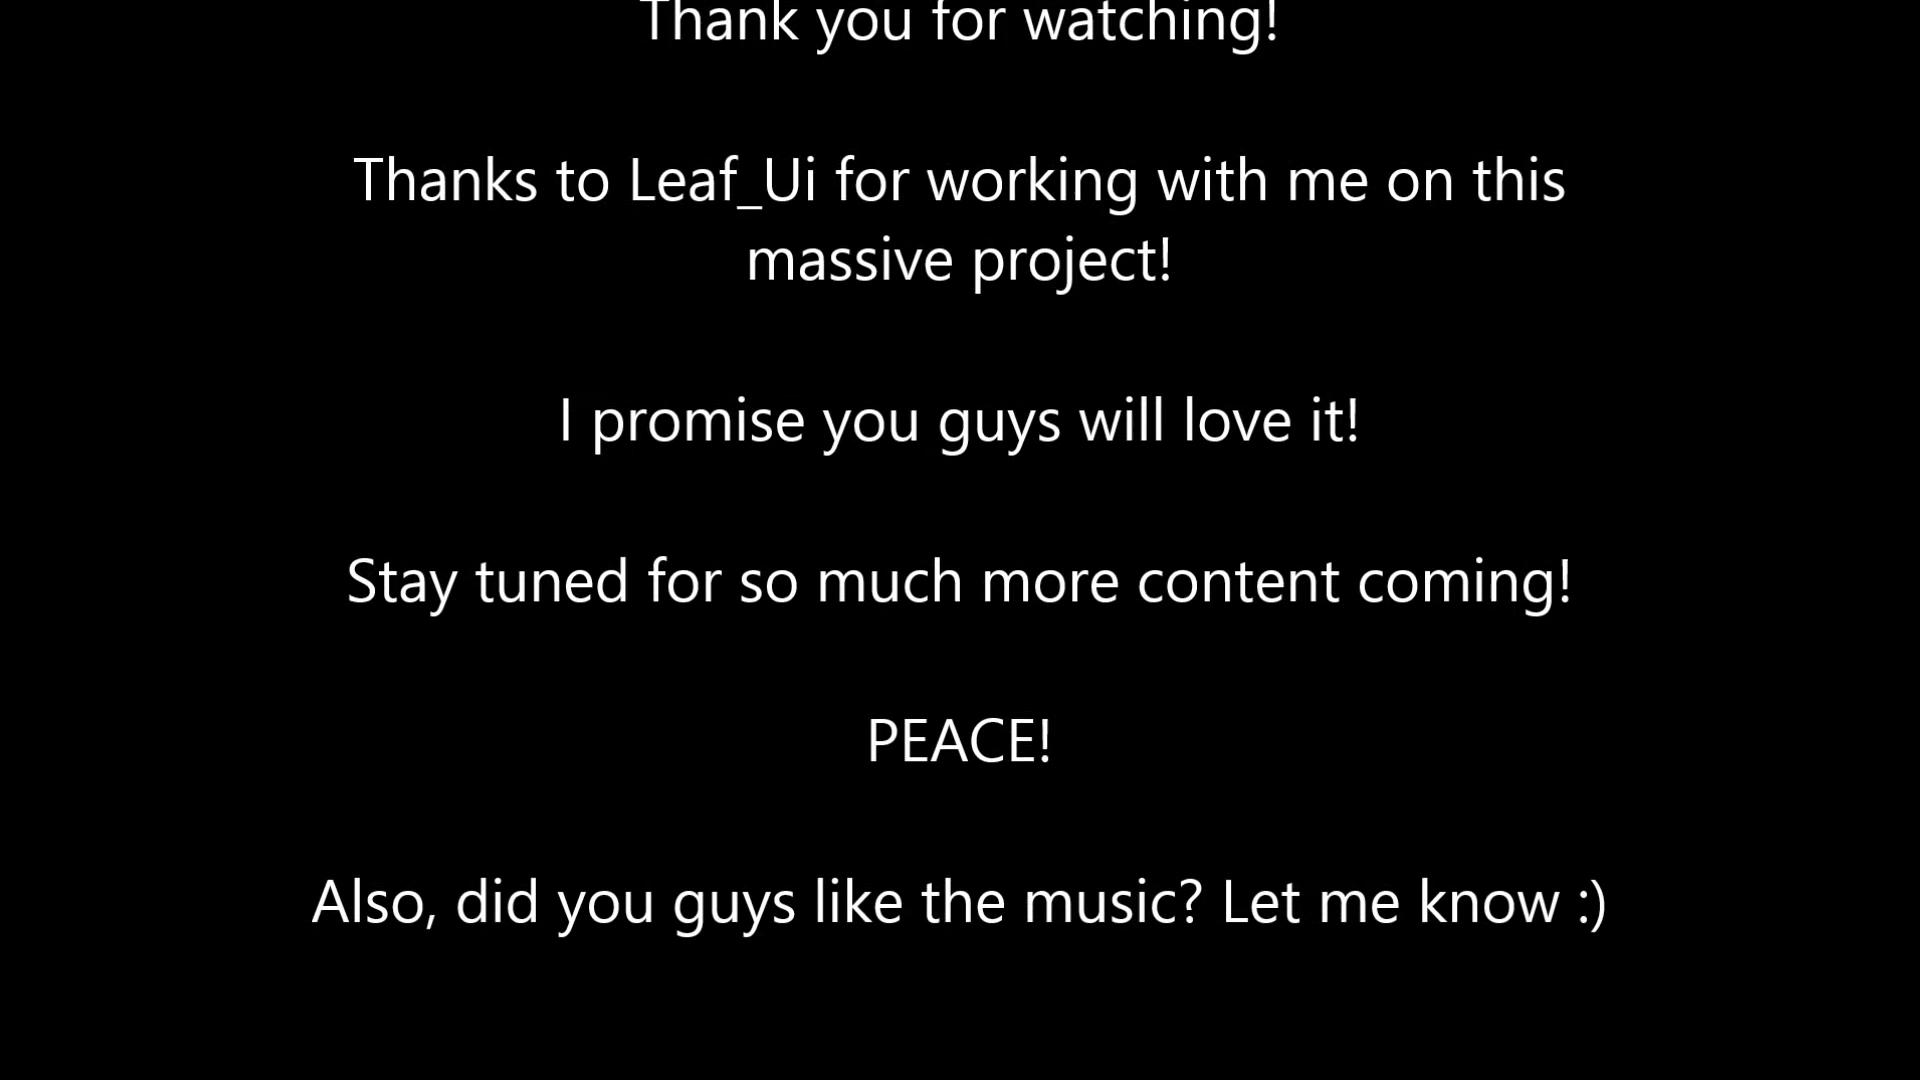 Thank you for watching!
Thanks to Leaf_Ui for working with me on this
massive project!
I promise you guys will love it!
Stay tuned for so much more content coming!
PEACE!
Also, did you guys like the music? Let me know :)